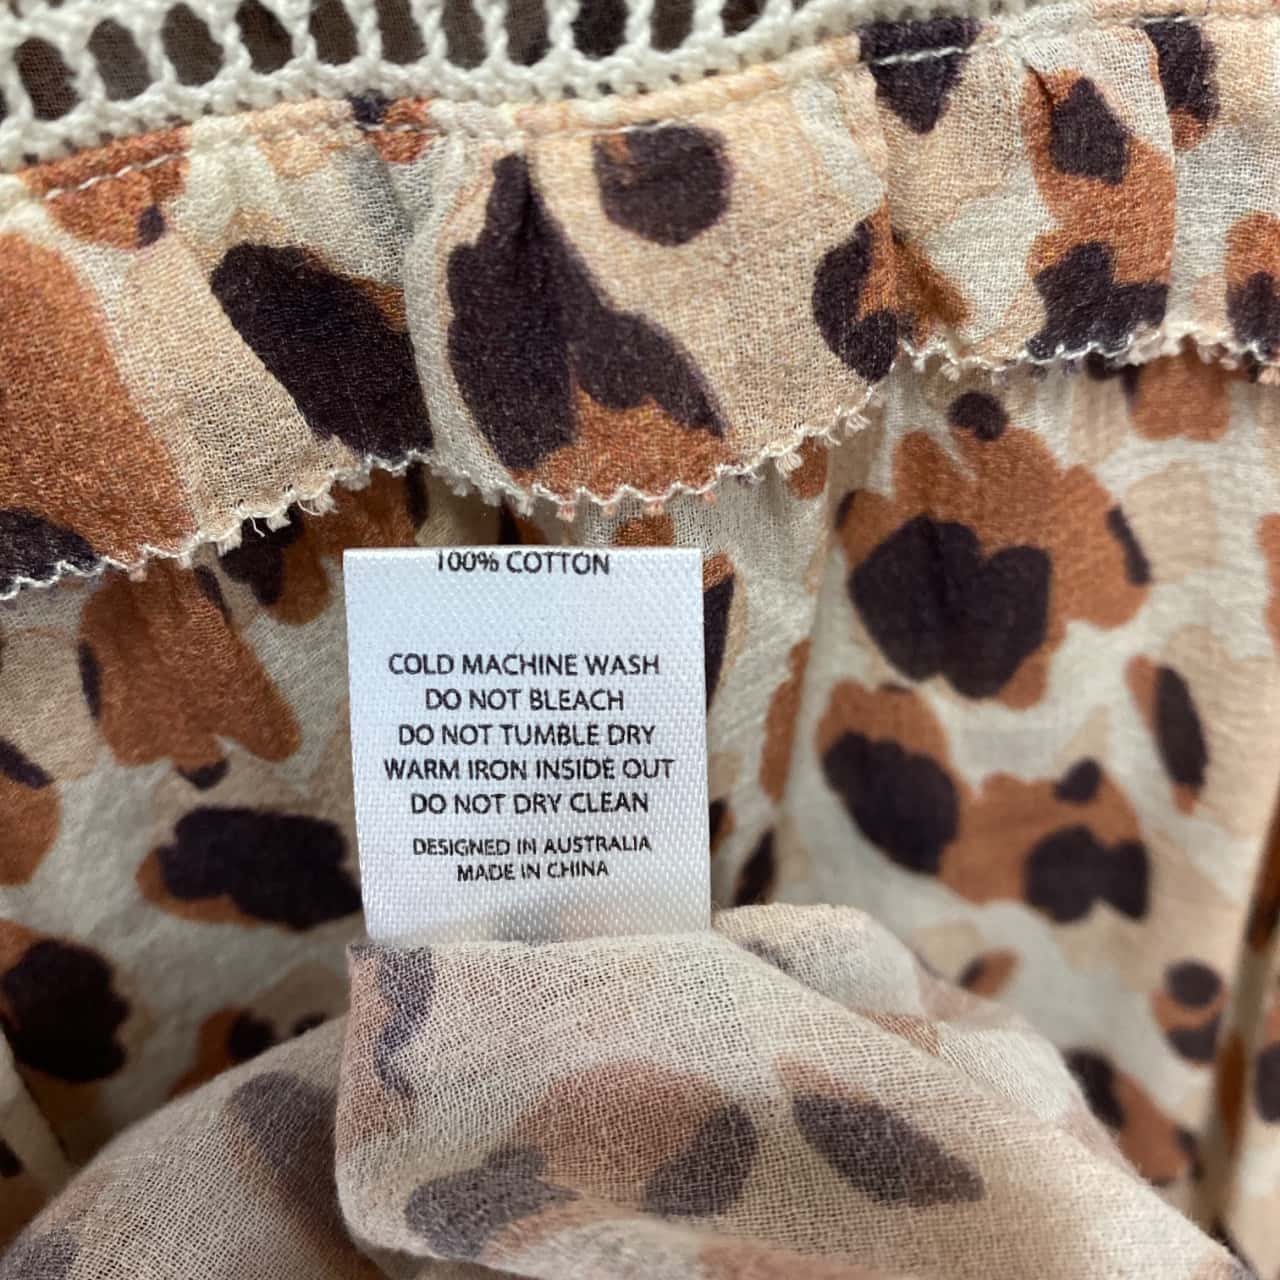 100% COTTON
COLD MACHINE WASH
DO NOT BLEACH
DO NOT TUMBLE DRY
WARM IRON INSIDE OUT
DO NOT DRY CLEAN
DESIGNED IN AUSTRALIA
MADE IN CHINA